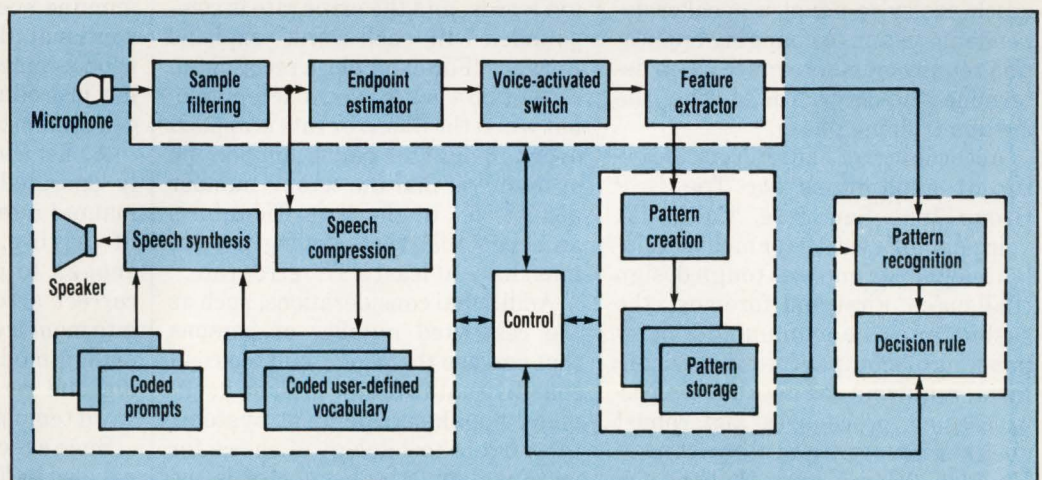 Microphone
Sample
filtering
Endpoint
estimator
Voice-activated
switch
Feature
extractor
Speaker
Speech synthesis
Speech
compression
Coded
prompts
Coded user-defined
vocabulary
Control
Pattern
creation
Pattern
storage
Pattern
recognition
Decision rule